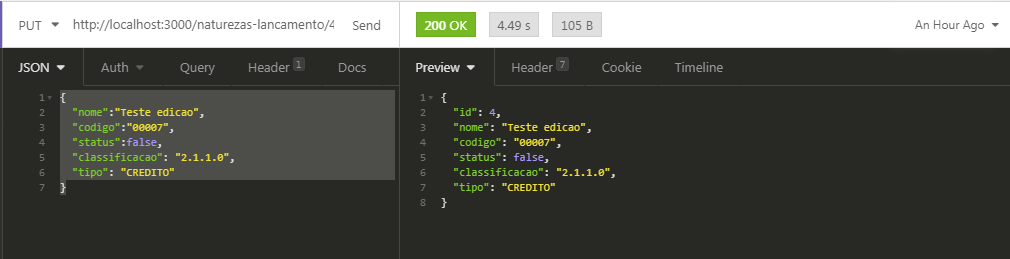 PUT http://localhost:3000/naturezas-lancamento/4 Send 200 OK 4.49 s 105 B An Hour Ago
JSON Auth Query Header 1 Docs Preview Header 7 Cookie Timeline
1 {
2 "nome":"Teste edicao",
3 "codigo":"00007",
4 "status":false,
5 "classificacao": "2.1.1.0",
6 "tipo": "CREDITO"
7 }
1 {
2 "id": 4,
3 "nome": "Teste edicao",
4 "codigo": "00007",
5 "status": false,
6 "classificacao": "2.1.1.0",
7 "tipo": "CREDITO"
8 }